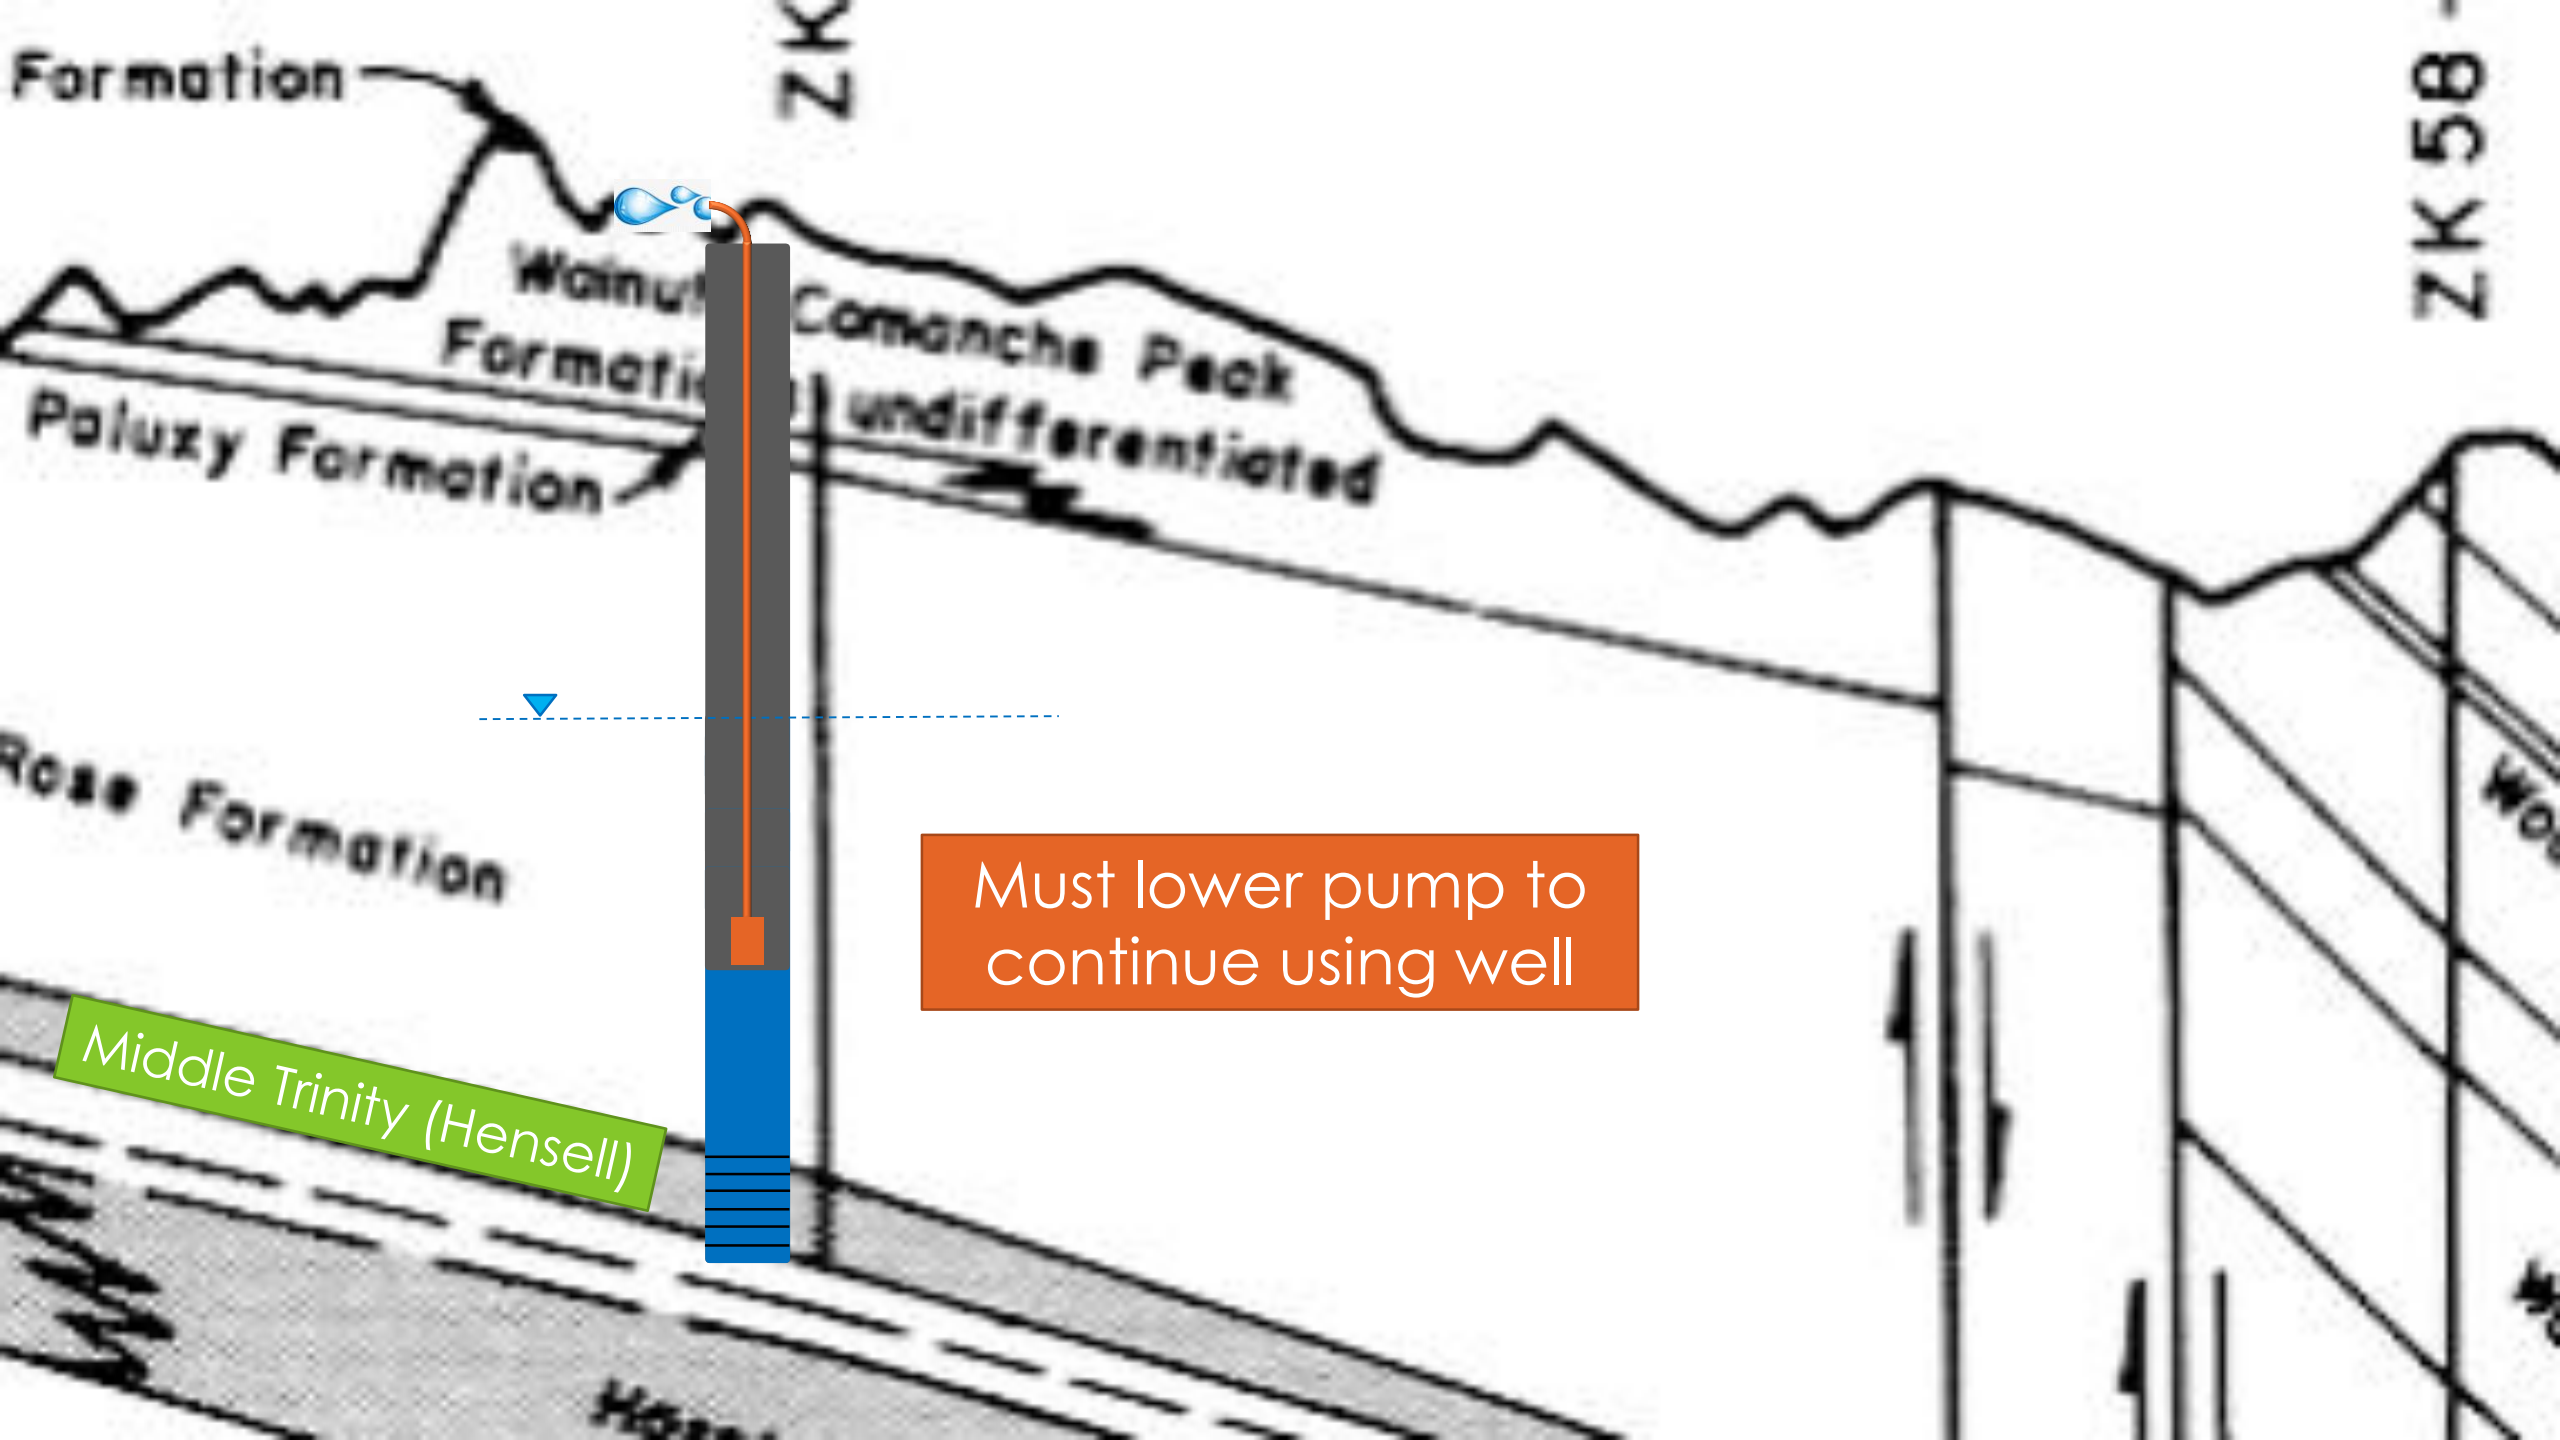 Formation
ZK
ZK 58 -
Walnut Comanche Peak
Formation undifferentiated
Paluxy Formation
Rose Formation
Must lower pump to
continue using well
Middle Trinity (Hensell)